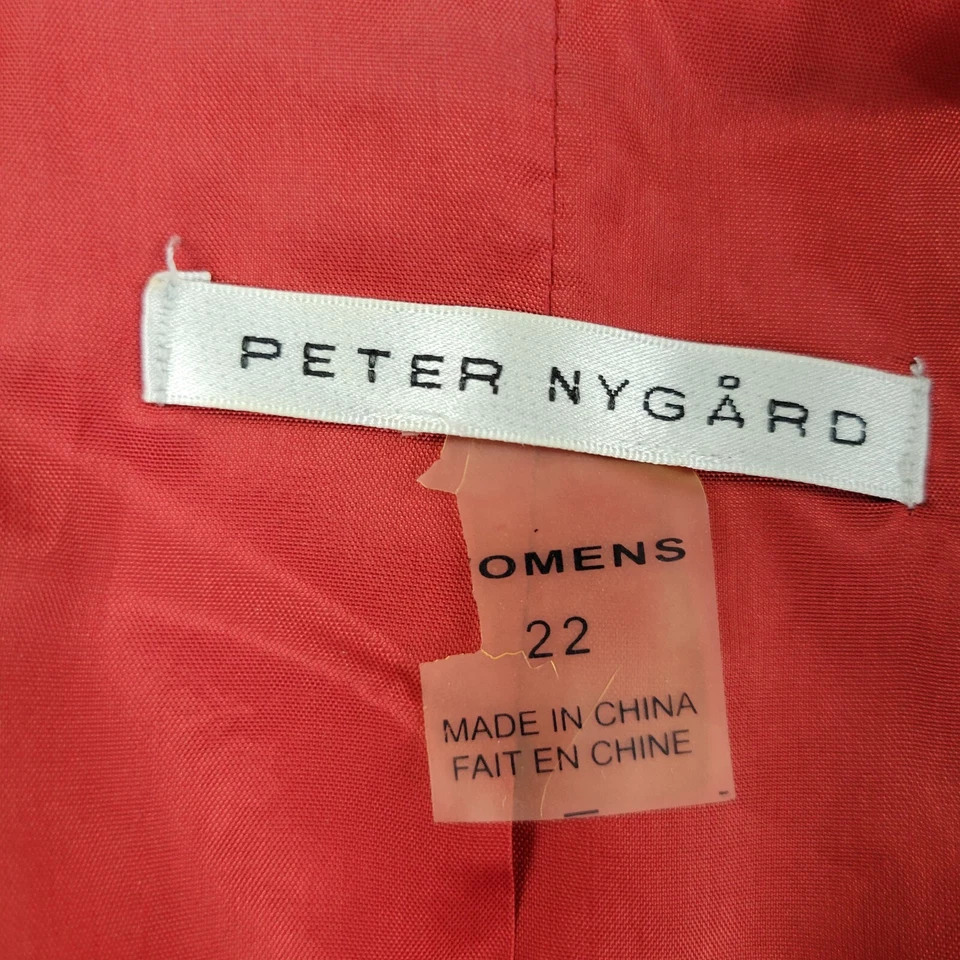 PETER NYGÅRD
OMENS
22
MADE IN CHINA
FAIT EN CHINE